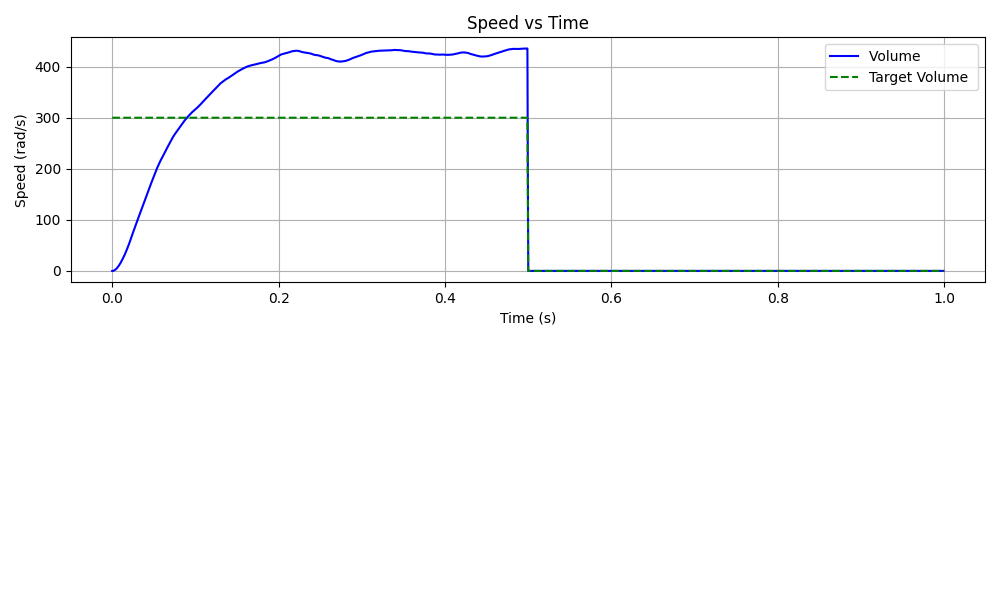 Speed vs Time
Volume
Target Volume
Speed (rad/s)
400
300
200
100
0
0.0 0.2 0.4 0.6 0.8 1.0
Time (s)